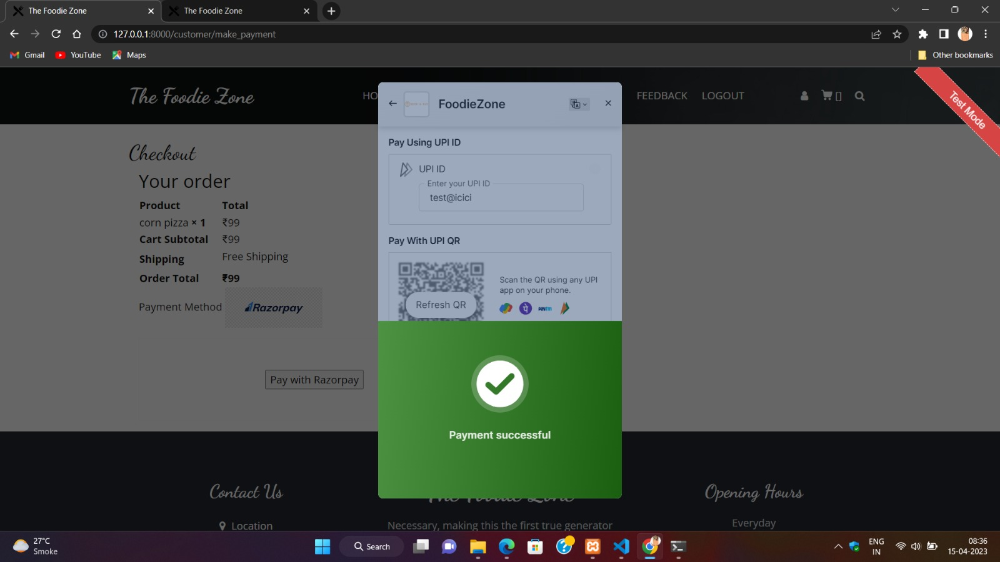 The Foodie Zone
The Foodie Zone
127.0.0.1:8000/customer/make_payment
Gmail
YouTube
Maps
Other bookmarks
The Foodie Zone
HO
FEEDBACK
LOGOUT
Test Mode
FoodieZone
Pay Using UPI ID
UPI ID
Enter your UPI ID
test@icici
Pay With UPI QR
Scan the QR using any UPI
app on your phone.
Refresh QR
paytm
Payment successful
Checkout
Your order
Product Total
corn pizza × 1 ₹99
Cart Subtotal ₹99
Shipping Free Shipping
Order Total ₹99
Payment Method Razorpay
Pay with Razorpay
Contact Us
Location
The Foodie Zone
Necessary, making this the first true generator
Opening Hours
Everyday
27°C
Smoke
Search
ENG
IN
08:36
15-04-2023